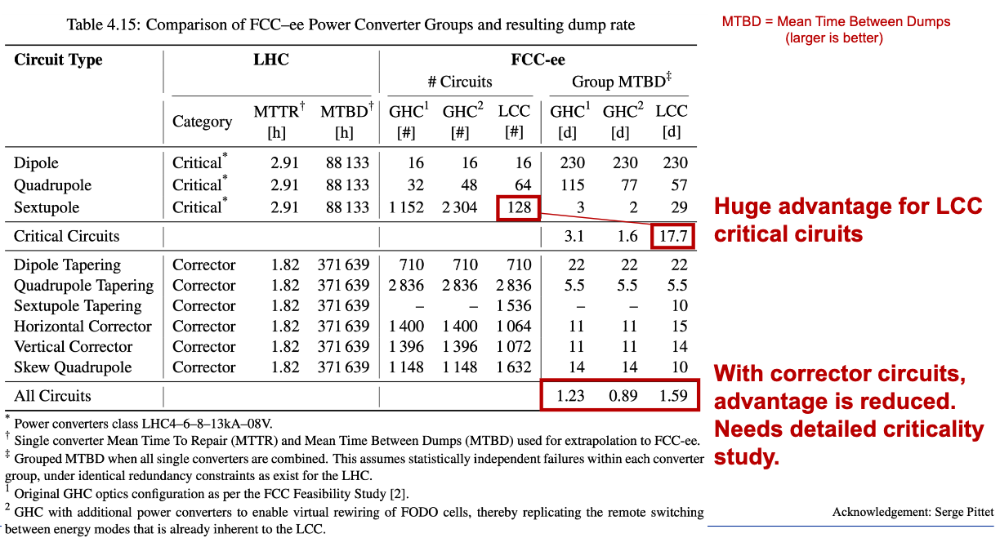 Table 4.15: Comparison of FCC–ee Power Converter Groups and resulting dump rate
MTBD = Mean Time Between Dumps
(larger is better)
Circuit Type LHC FCC-ee
# Circuits Group MTBD‡
Category MTTR† [h] MTBD† [h] GHC¹ [#] GHC² [#] LCC [#] GHC¹ [d] GHC² [d] LCC [d]
Dipole Critical* 2.91 88 133 16 16 16 230 230 230
Quadrupole Critical* 2.91 88 133 32 48 64 115 77 57
Sextupole Critical* 2.91 88 133 1 152 2 304 128 3 2 29
Critical Circuits 3.1 1.6 17.7
Huge advantage for LCC
critical ciruits
Dipole Tapering Corrector 1.82 371 639 710 710 710 22 22 22
Quadrupole Tapering Corrector 1.82 371 639 2 836 2 836 2 836 5.5 5.5 5.5
Sextupole Tapering Corrector 1.82 371 639 – – 1 536 – – 10
Horizontal Corrector Corrector 1.82 371 639 1 400 1 400 1 064 11 11 15
Vertical Corrector Corrector 1.82 371 639 1 396 1 396 1 072 11 11 14
Skew Quadrupole Corrector 1.82 371 639 1 148 1 148 1 632 14 14 10
All Circuits 1.23 0.89 1.59
With corrector circuits,
advantage is reduced.
Needs detailed criticality
study.
* Power converters class LHC4–6–8–13kA–08V.
† Single converter Mean Time To Repair (MTTR) and Mean Time Between Dumps (MTBD) used for extrapolation to FCC-ee.
‡ Grouped MTBD when all single converters are combined. This assumes statistically independent failures within each converter
group, under identical redundancy constraints as exist for the LHC.
¹ Original GHC optics configuration as per the FCC Feasibility Study [2].
² GHC with additional power converters to enable virtual rewiring of FODO cells, thereby replicating the remote switching
between energy modes that is already inherent to the LCC.
Acknowledgement: Serge Pittet